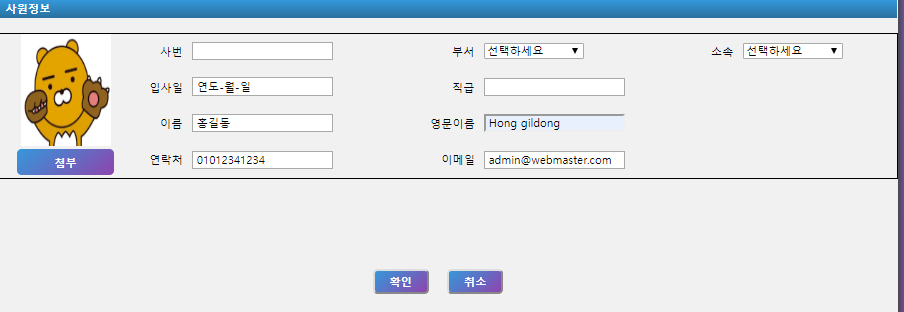 사원정보
사번 부서 선택하세요 ▼ 소속 선택하세요 ▼
입사일 연도-월-일 직급
이름 홍길동 영문이름 Hong gildong
연락처 01012341234 이메일 admin@webmaster.com
첨부
확인 취소